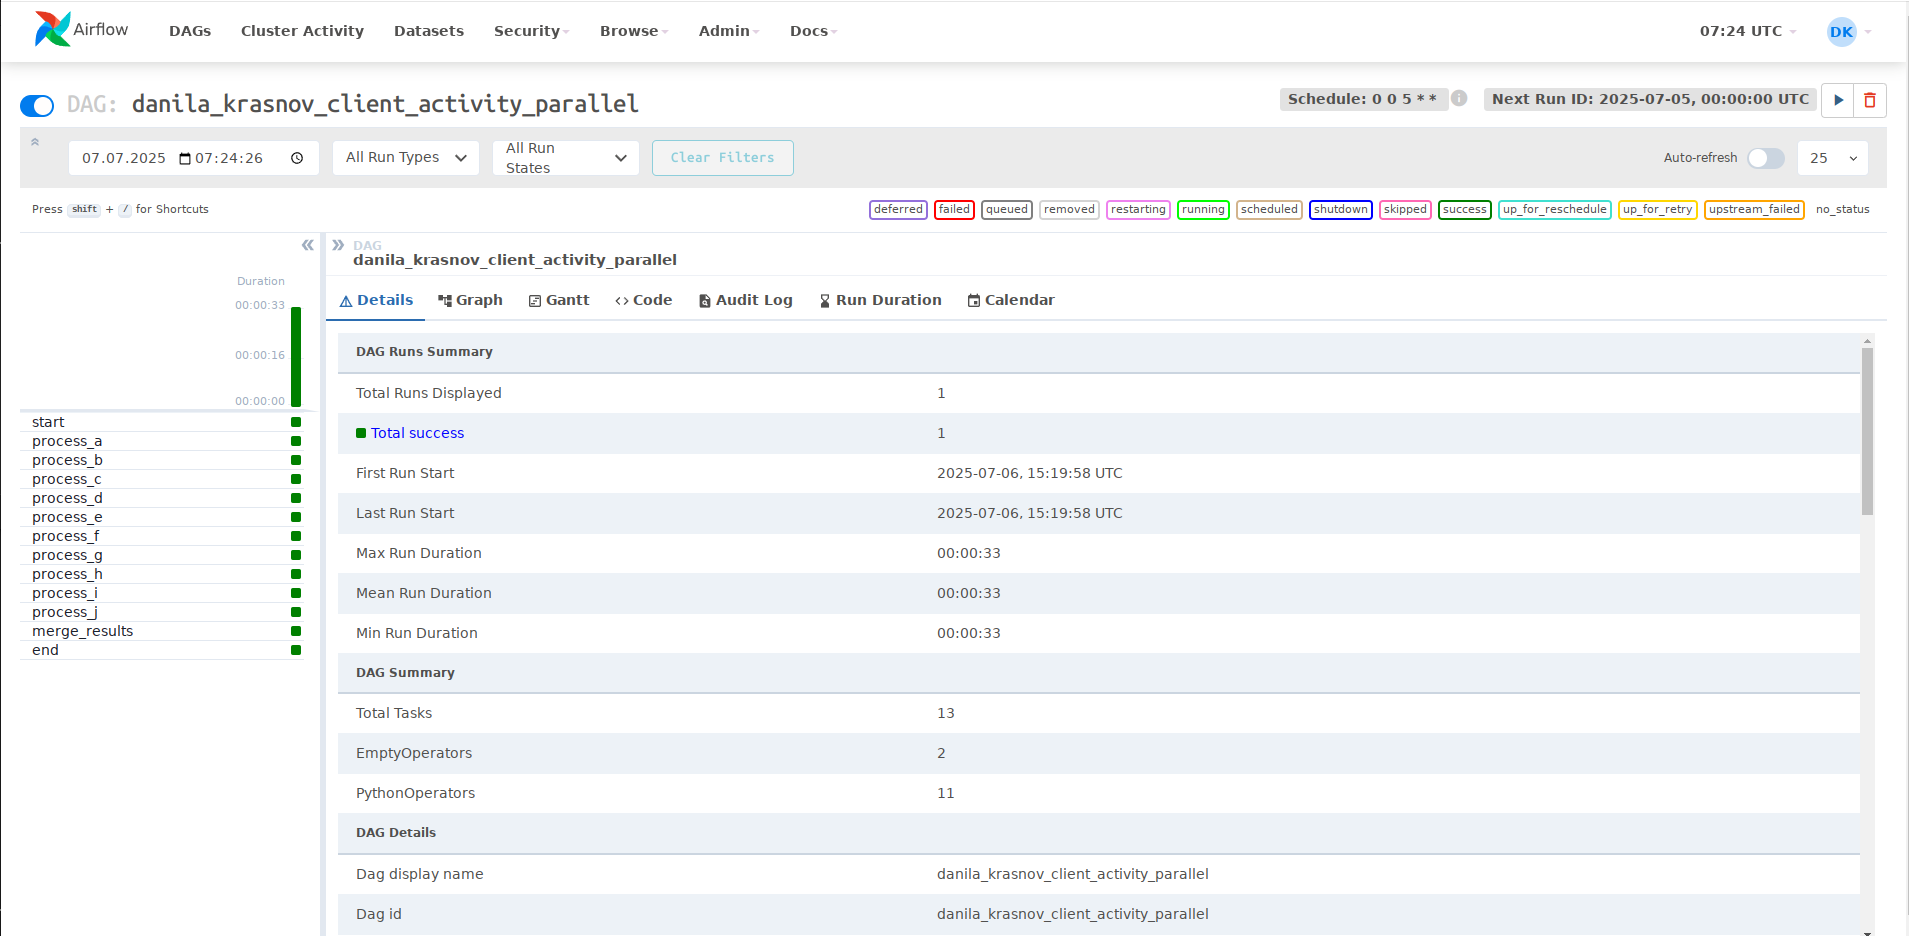 Airflow DAGs Cluster Activity Datasets Security Browse Admin Docs 07:24 UTC DK
DAG: danila_krasnov_client_activity_parallel Schedule: 0 0 5 * * i Next Run ID: 2025-07-05, 00:00:00 UTC
07.07.2025 07:24:26 All Run Types All Run States Clear Filters Auto-refresh 25
Press shift + / for Shortcuts deferred failed queued removed restarting running scheduled shutdown skipped success up_for_reschedule up_for_retry upstream_failed no_status
Duration
00:00:33
00:00:16
00:00:00
start
process_a
process_b
process_c
process_d
process_e
process_f
process_g
process_h
process_i
process_j
merge_results
end
DAG
danila_krasnov_client_activity_parallel
Details Graph Gantt Code Audit Log Run Duration Calendar
DAG Runs Summary
Total Runs Displayed 1
Total success 1
First Run Start 2025-07-06, 15:19:58 UTC
Last Run Start 2025-07-06, 15:19:58 UTC
Max Run Duration 00:00:33
Mean Run Duration 00:00:33
Min Run Duration 00:00:33
DAG Summary
Total Tasks 13
EmptyOperators 2
PythonOperators 11
DAG Details
Dag display name danila_krasnov_client_activity_parallel
Dag id danila_krasnov_client_activity_parallel